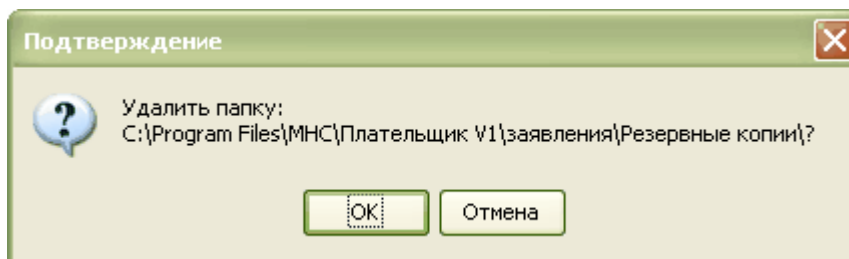 Подтверждение
Удалить папку:
C:\Program Files\МНС\Плательщик V1\заявления\Резервные копии\?
OK
Отмена